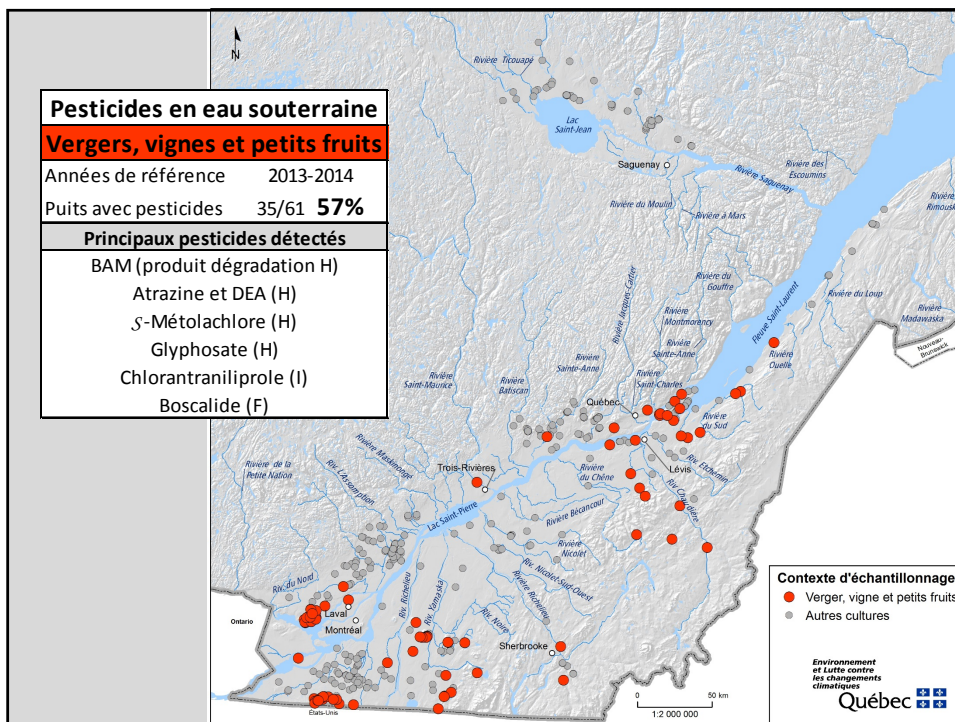 Pesticides en eau souterraine
Vergers, vignes et petits fruits
Années de référence 2013-2014
Puits avec pesticides 35/61 57%
Principaux pesticides détectés
BAM (produit dégradation H)
Atrazine et DEA (H)
S-Métolachlore (H)
Glyphosate (H)
Chlorantraniliprole (I)
Boscalide (F)
N
Rivière Ticouapé
Lac
Saint-Jean
Saguenay
Rivière Saguenay
Rivière des
Escoumins
Rivière
Rimouski
Rivière du Moulin
Rivière à Mars
Rivière du
Gouffre
Rivière Jacques-Cartier
Rivière
Montmorency
Fleuve Saint-Laurent
Rivière du Loup
Rivière
Madawaska
Nouveau-
Brunswick
Rivière
Ouelle
Rivière
Saint-Maurice
Rivière
Batiscan
Rivière
Sainte-Anne
Rivière
Sainte-Anne
Rivière
Saint-Charles
Québec
Rivière
du Sud
Lévis
Riv. Etchemin
Riv. Chaudière
Rivière
du Chêne
Rivière de la
Petite Nation
Riv. L'Assomption
Rivière Maskinongé
Trois-Rivières
Lac Saint-Pierre
Rivière Bécancour
Rivière
Nicolet
Riv. Nicolet-Sud-Ouest
Rivière Richelieu
Riv. du Nord
Riv. Richelieu
Riv. Yamaska
Riv. Noire
Laval
Montréal
Ontario
Sherbrooke
États-Unis
Contexte d'échantillonnage
Verger, vigne et petits fruits
Autres cultures
0 50 km
1:2 000 000
Environnement
et Lutte contre
les changements
climatiques
Québec